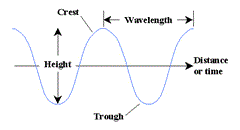 Crest
Wavelength
Height
Distance
or time
Trough